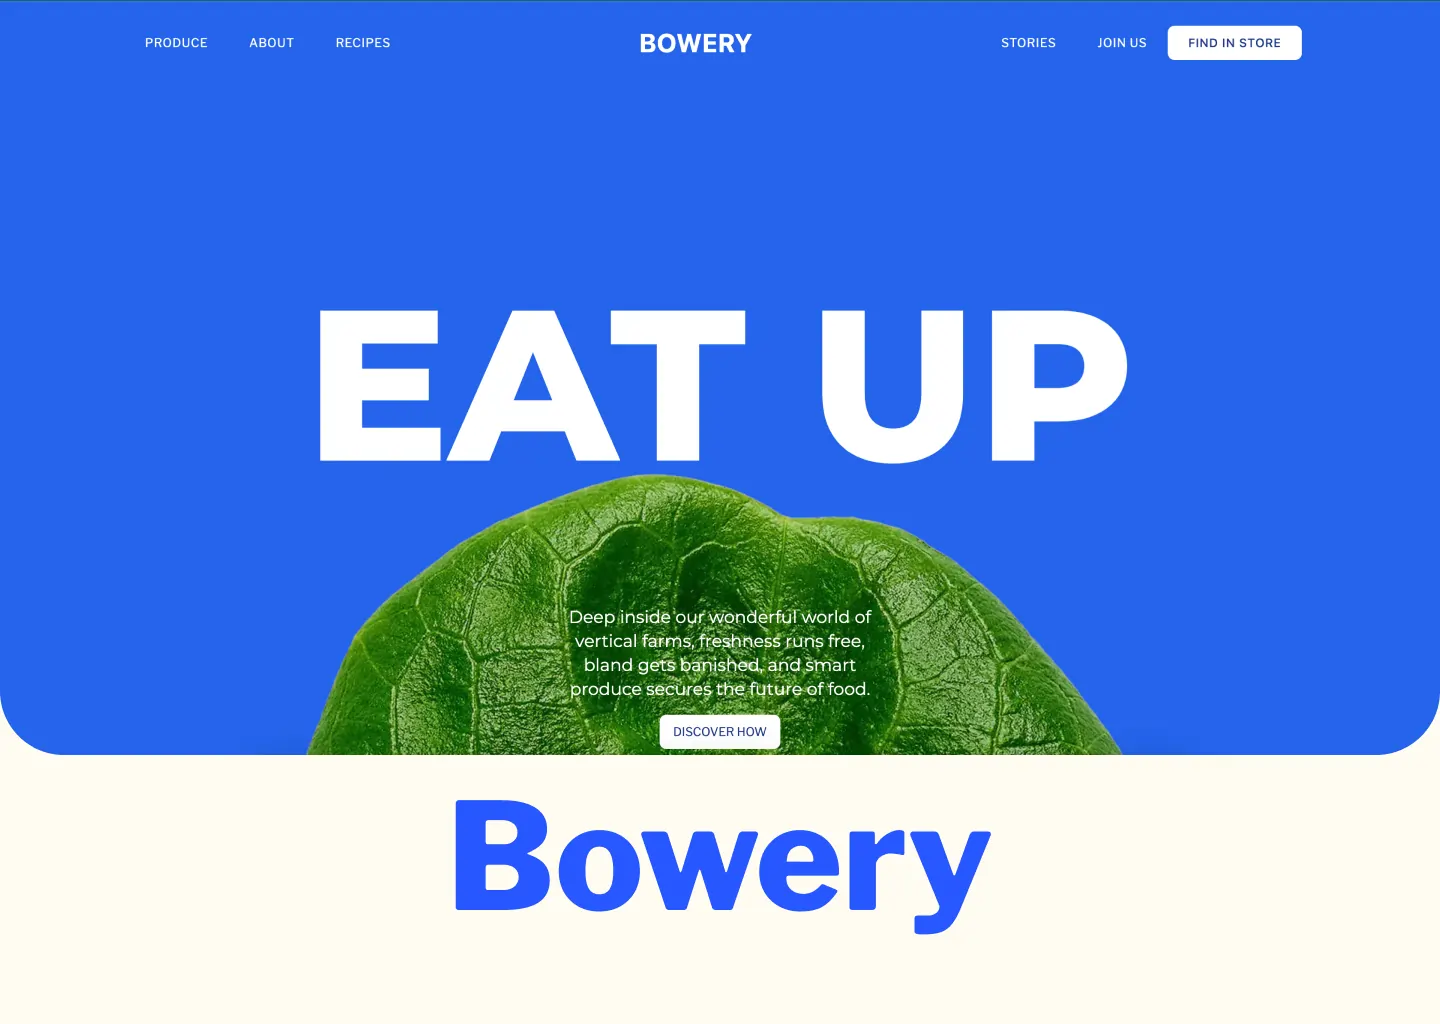 PRODUCE ABOUT RECIPES BOWERY STORIES JOIN US FIND IN STORE
EAT UP
Deep inside our wonderful world of
vertical farms, freshness runs free,
bland gets banished, and smart
produce secures the future of food.
DISCOVER HOW
Bowery